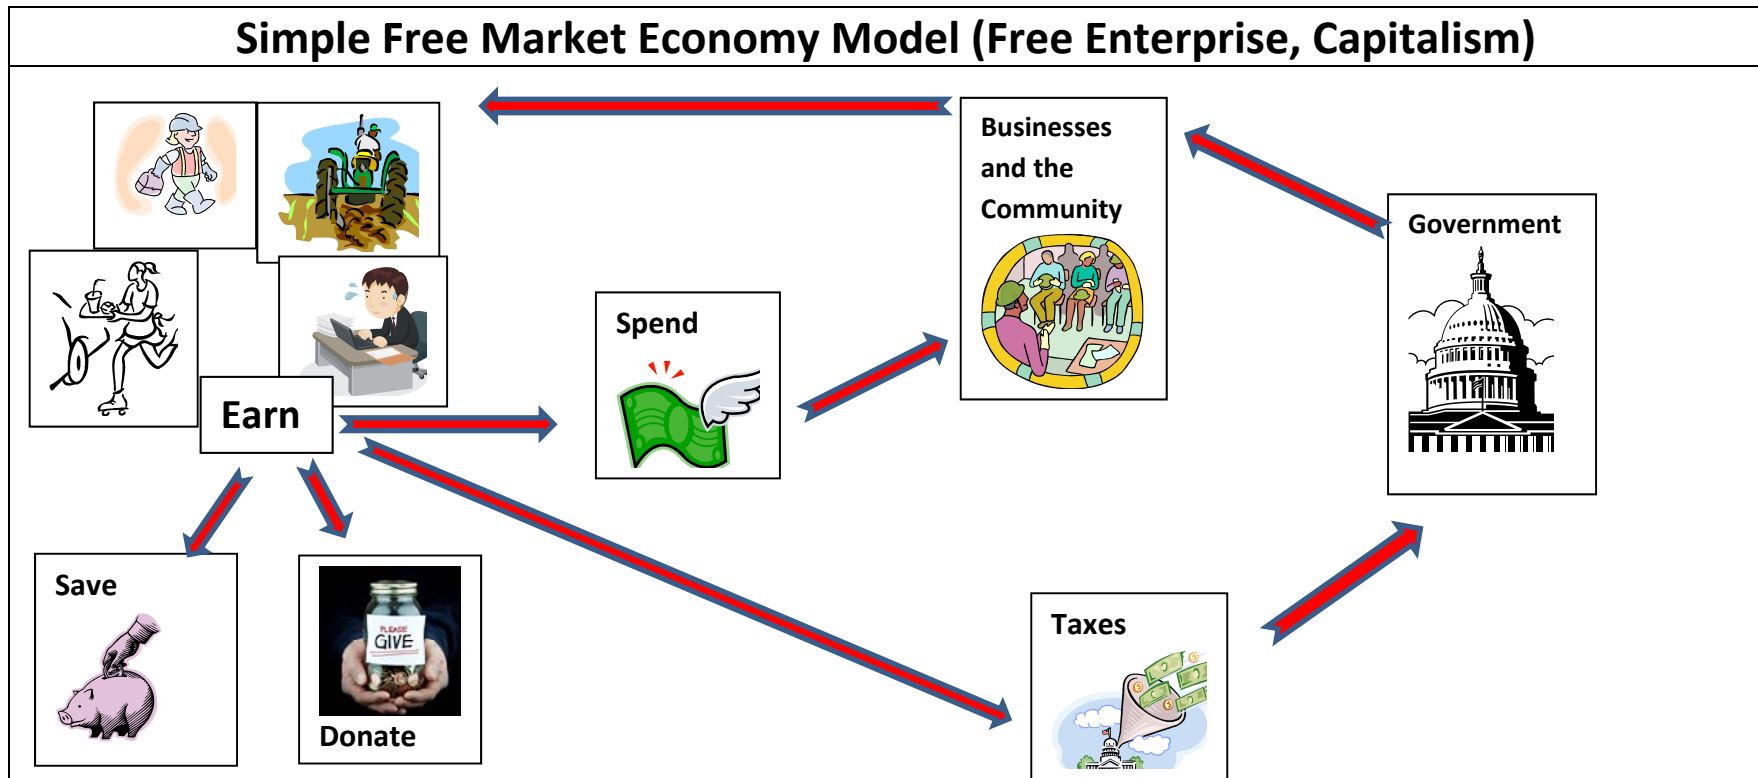 Simple Free Market Economy Model (Free Enterprise, Capitalism)
Businesses
and the
Community
Government
Spend
Earn
Save
PLEASE
GIVE
Donate
Taxes